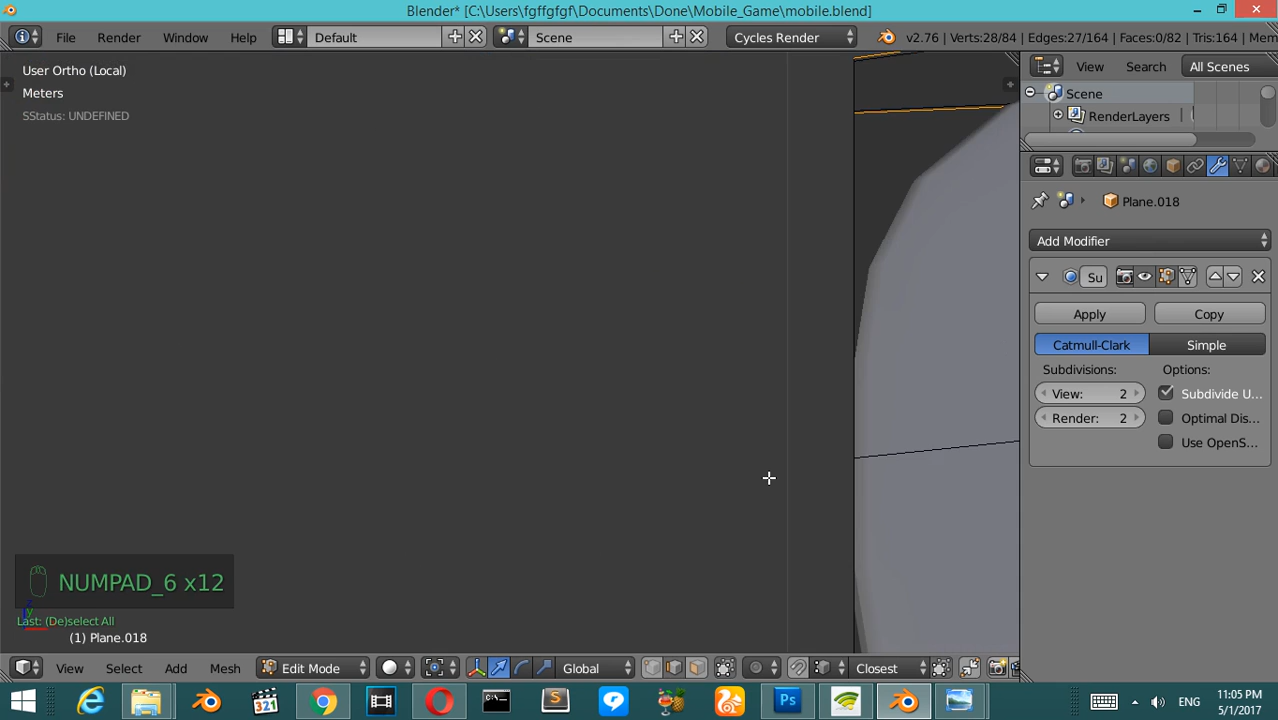 Blender* [C:\Users\fgffgfgf\Documents\Done\Mobile_Game\mobile.blend]
File Render Window Help Default Scene Cycles Render v2.76 | Verts:28/84 | Edges:27/164 | Faces:0/82 | Tris:164 | Mem
User Ortho (Local)
Meters
SStatus: UNDEFINED
View Search All Scenes
Scene
RenderLayers
Plane.018
Add Modifier
Su
Apply Copy
Catmull-Clark Simple
Subdivisions: Options:
View: 2 Subdivide U...
Render: 2 Optimal Dis...
Use OpenS...
NUMPAD_6 x12
Last: (De)select All
(1) Plane.018
View Select Add Mesh Edit Mode Global Closest
321 Ps ENG 11:05 PM
5/1/2017